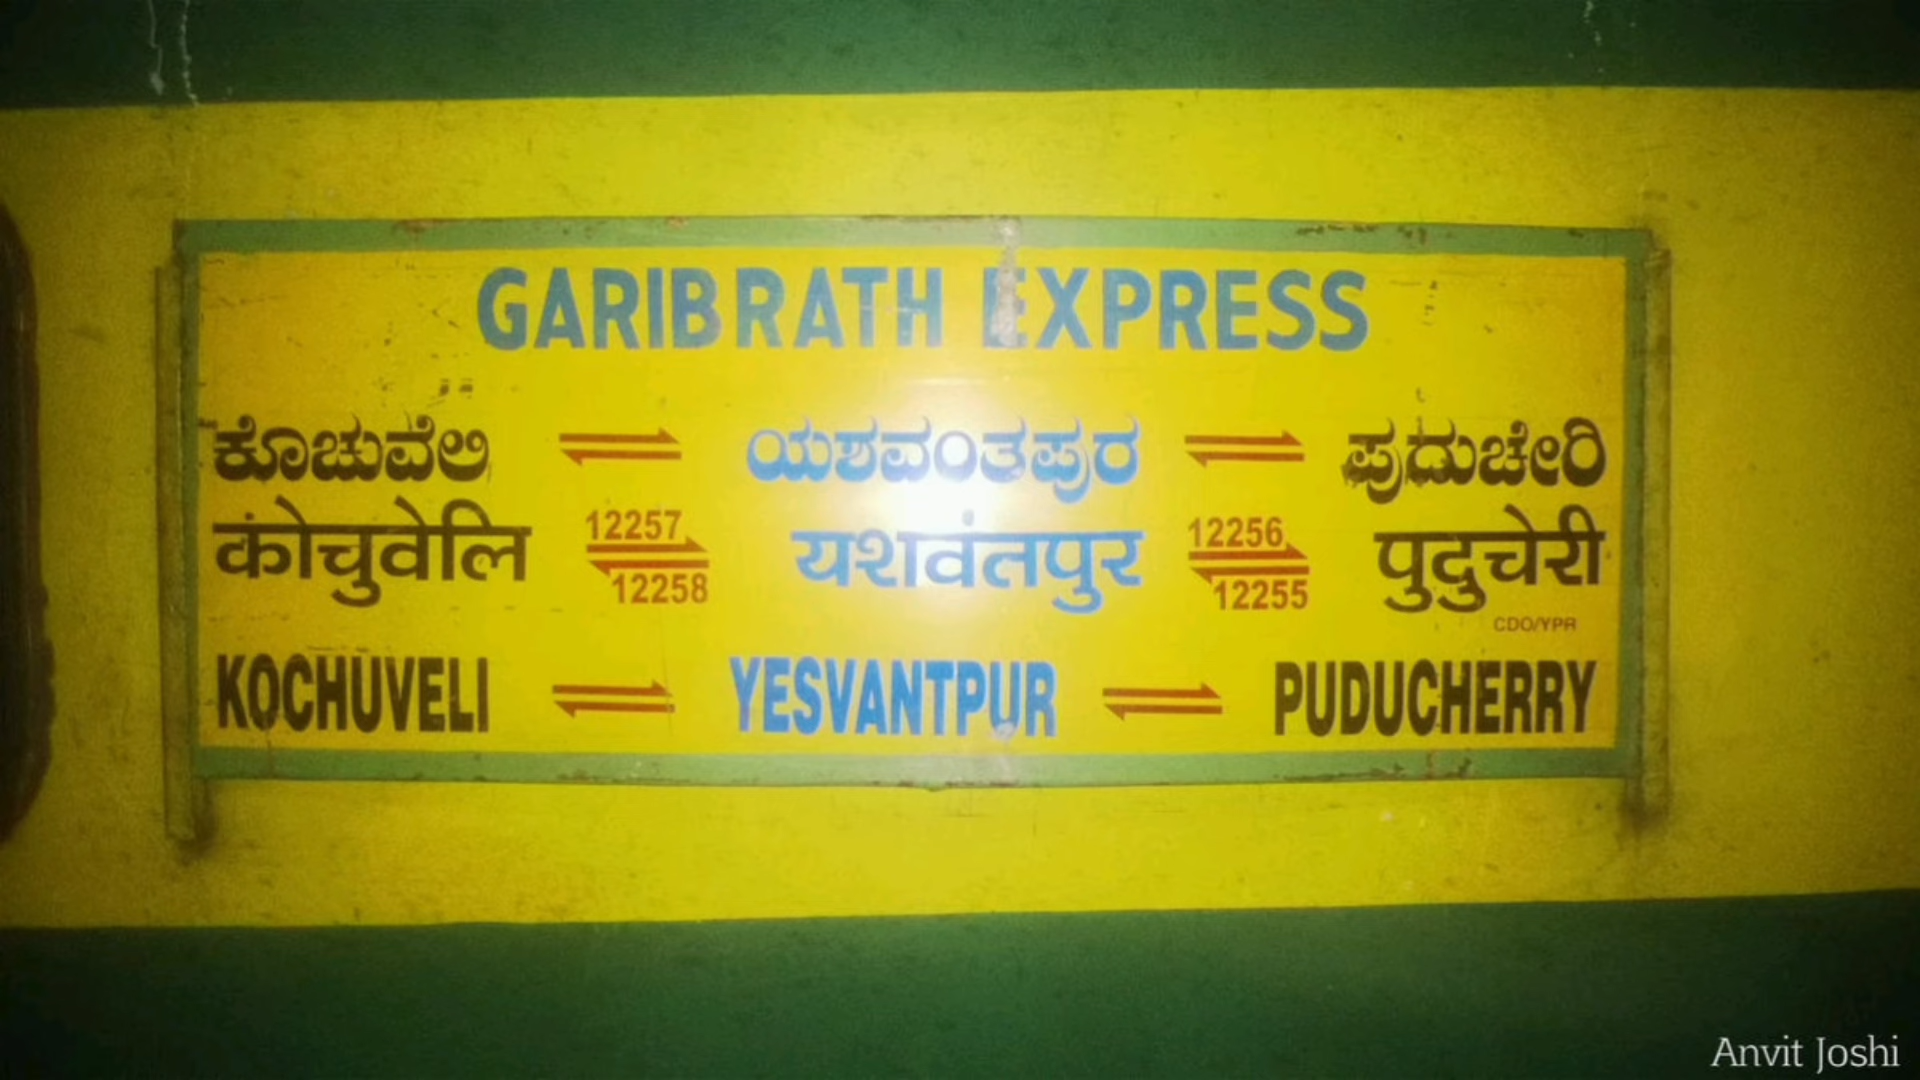 GARIBRATH EXPRESS
ಕೊಚುವೆಲಿ ಯಶವಂತಪುರ ಪುದುಚೇರಿ
12257 12256
कोचुवेलि यशवंतपुर पुदुचेरी
12258 12255
CDO/YPR
KOCHUVELI YESVANTPUR PUDUCHERRY
Anvit Joshi